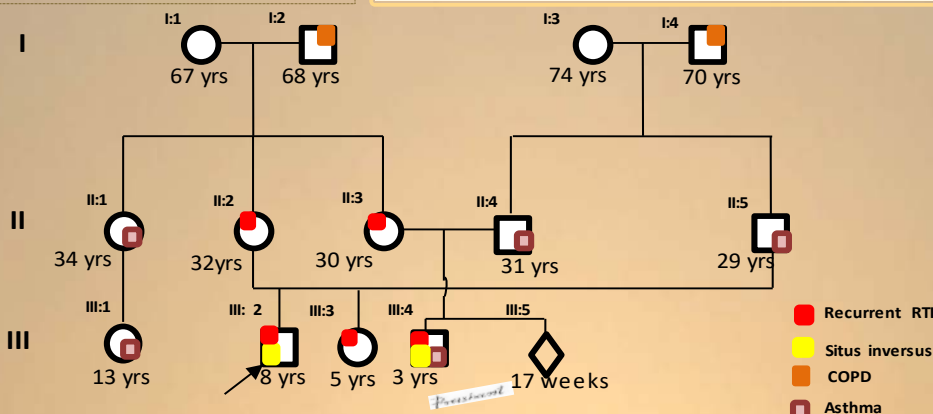 I:1 I:2 I:3 I:4
I
67 yrs 68 yrs 74 yrs 70 yrs
II:1 II:2 II:3 II:4 II:5
II
34 yrs 32yrs 30 yrs 31 yrs 29 yrs
III:1 III: 2 III:3 III:4 III:5
III
13 yrs 8 yrs 5 yrs 3 yrs 17 weeks
Recurrent RTI
Situs inversus
COPD
Asthma